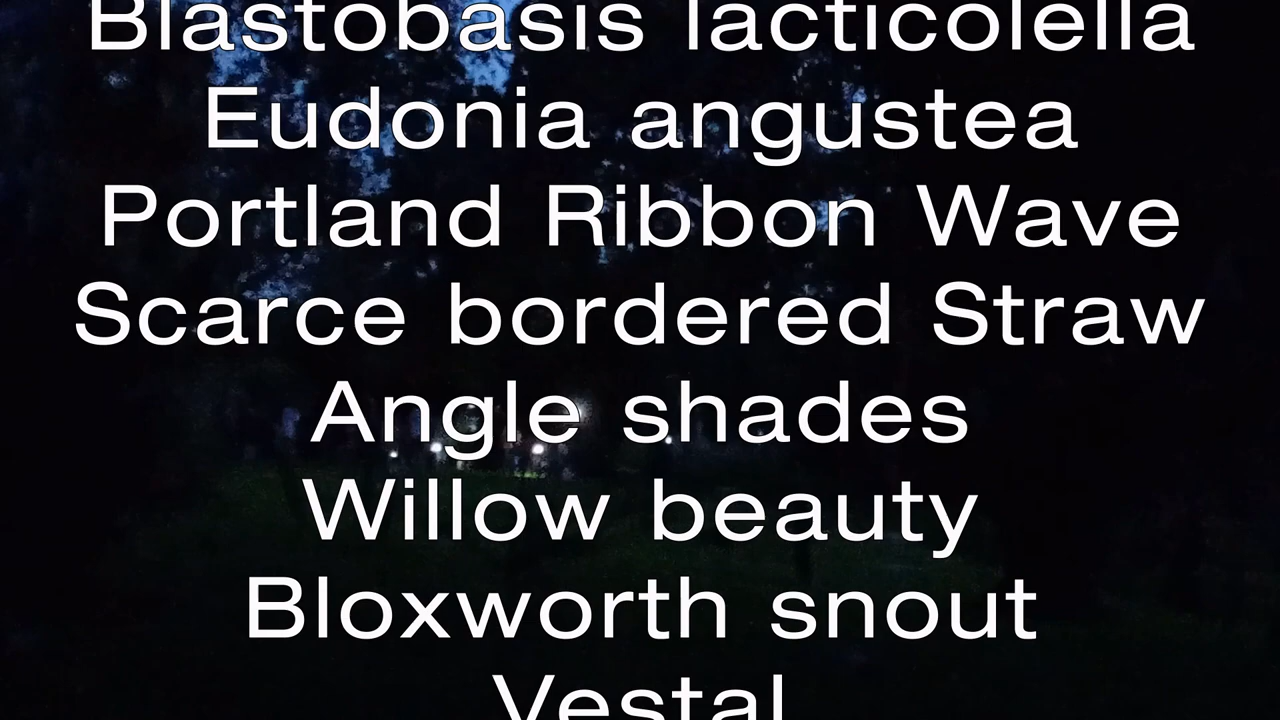 Blastobasis lacticolella
Eudonia angustea
Portland Ribbon Wave
Scarce bordered Straw
Angle shades
Willow beauty
Bloxworth snout
Vestal